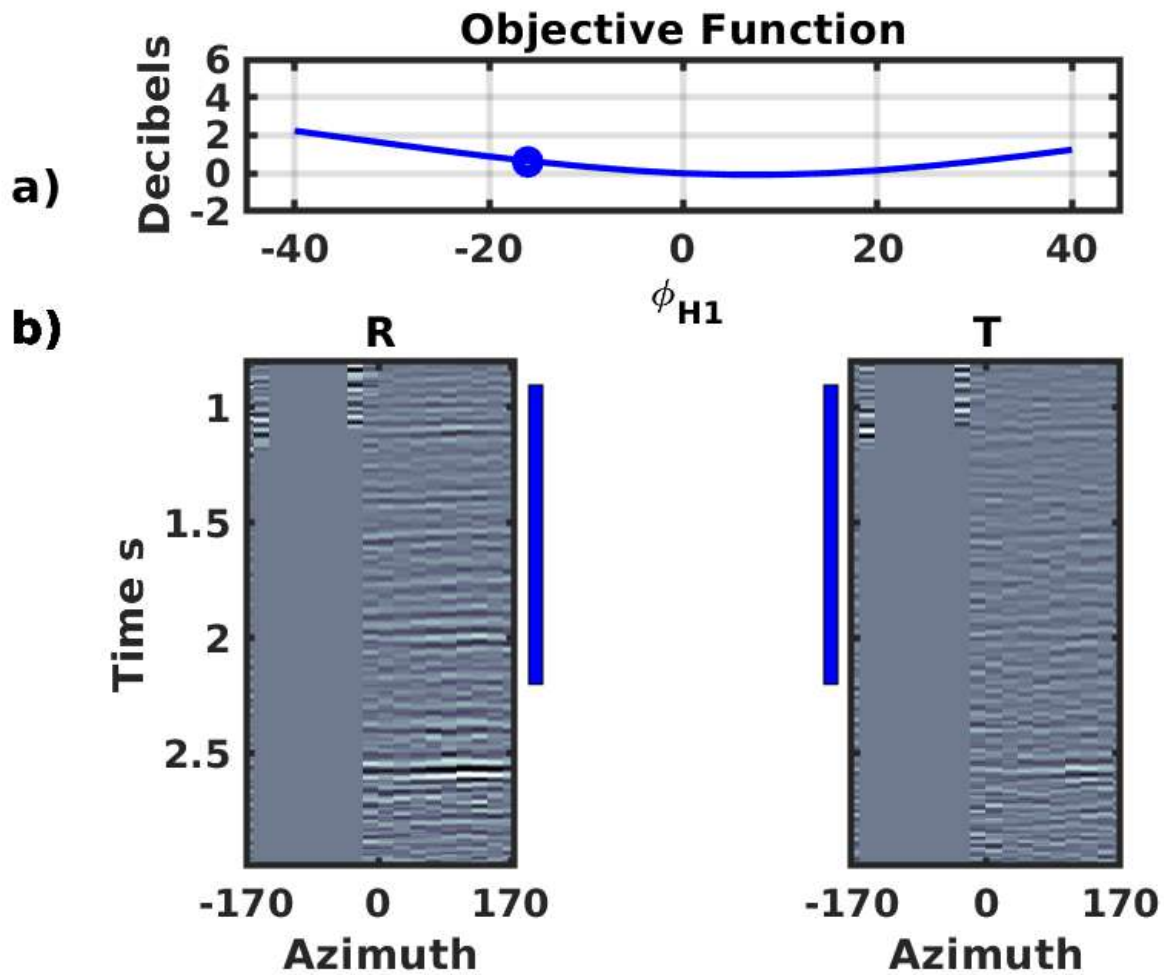 Objective Function
Decibels
6
4
2
0
-2
a)
-40 -20 0 20 40
ϕH1
b)
R T
Time s
1
1.5
2
2.5
-170 0 170 -170 0 170
Azimuth Azimuth